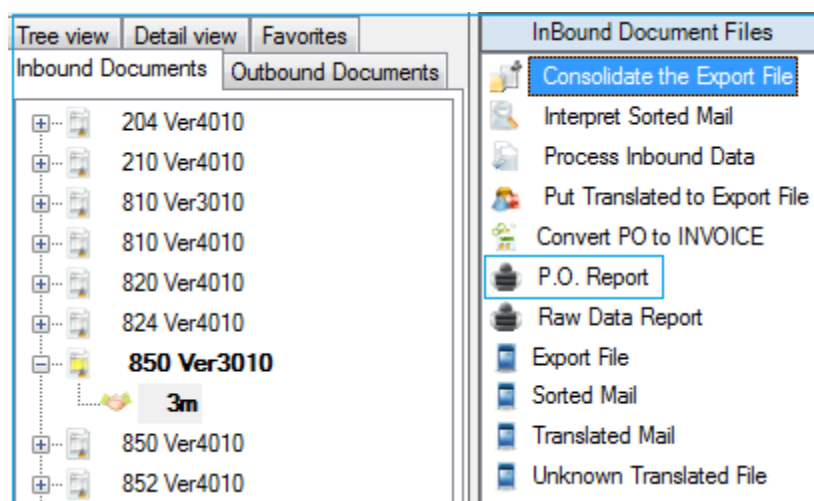 Tree view Detail view Favorites
Inbound Documents Outbound Documents
204 Ver4010
210 Ver4010
810 Ver3010
810 Ver4010
820 Ver4010
824 Ver4010
850 Ver3010
3m
850 Ver4010
852 Ver4010
InBound Document Files
Consolidate the Export File
Interpret Sorted Mail
Process Inbound Data
Put Translated to Export File
Convert PO to INVOICE
P.O. Report
Raw Data Report
Export File
Sorted Mail
Translated Mail
Unknown Translated File